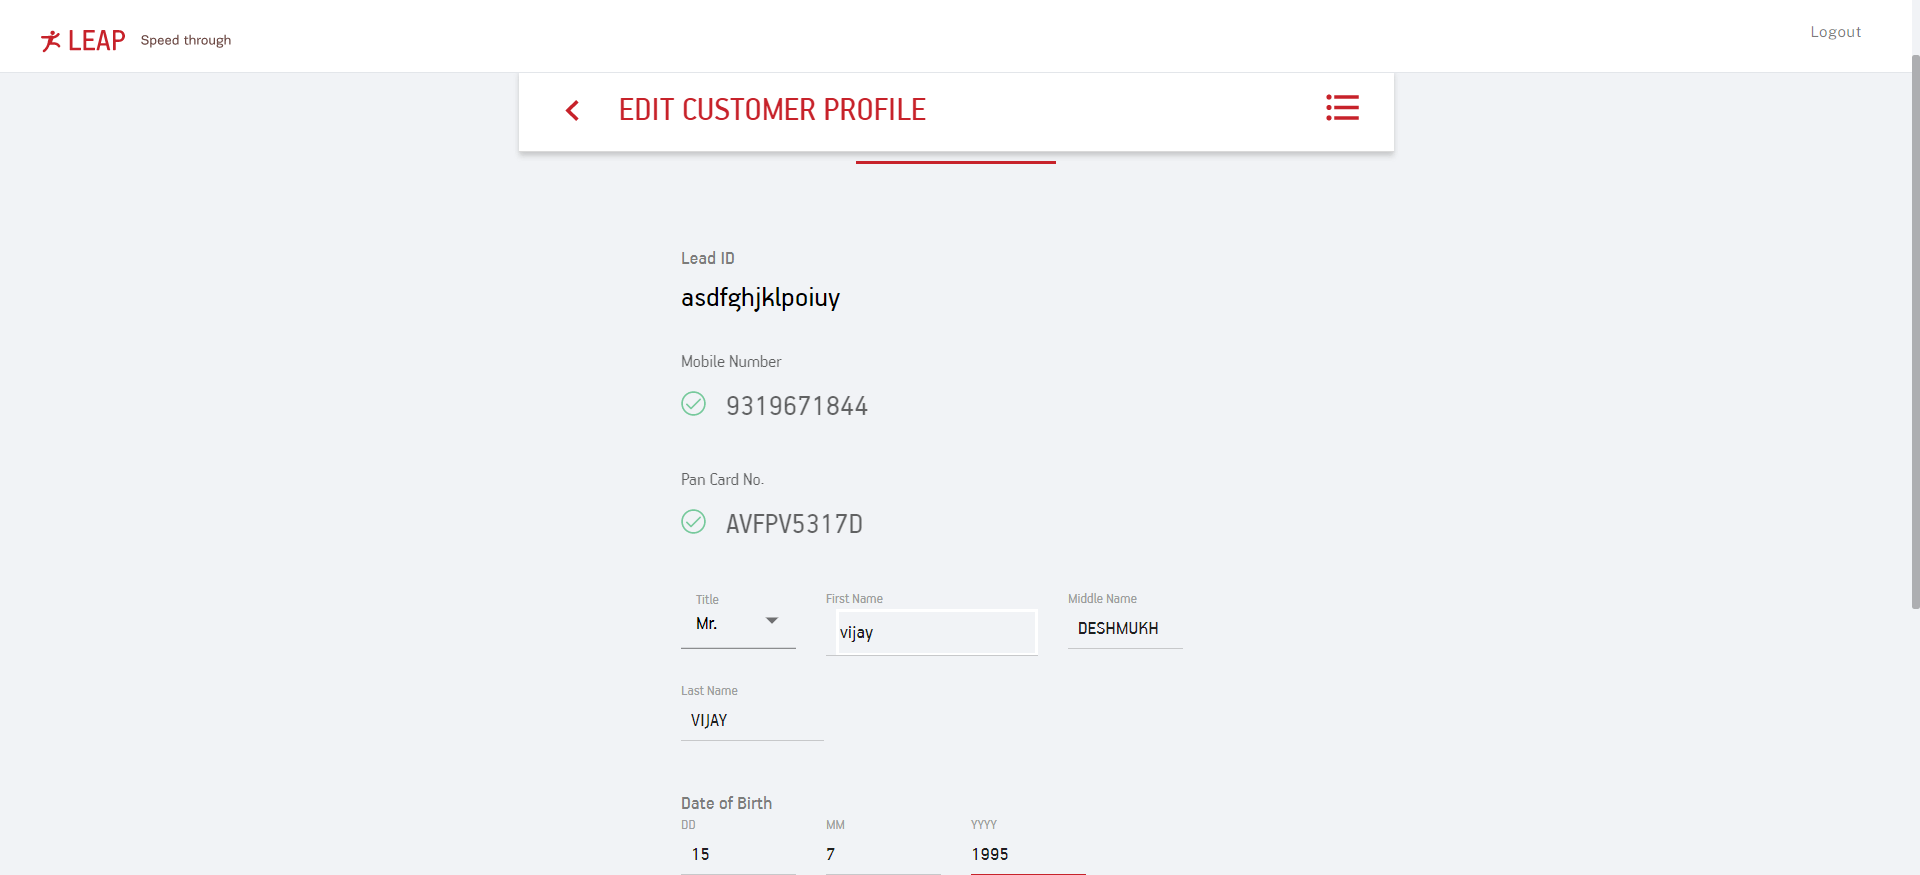 LEAP Speed through
Logout
EDIT CUSTOMER PROFILE
Lead ID
asdfghjklpoiuy
Mobile Number
9319671844
Pan Card No.
AVFPV5317D
Title First Name Middle Name
Mr. vijay DESHMUKH
Last Name
VIJAY
Date of Birth
DD MM YYYY
15 7 1995